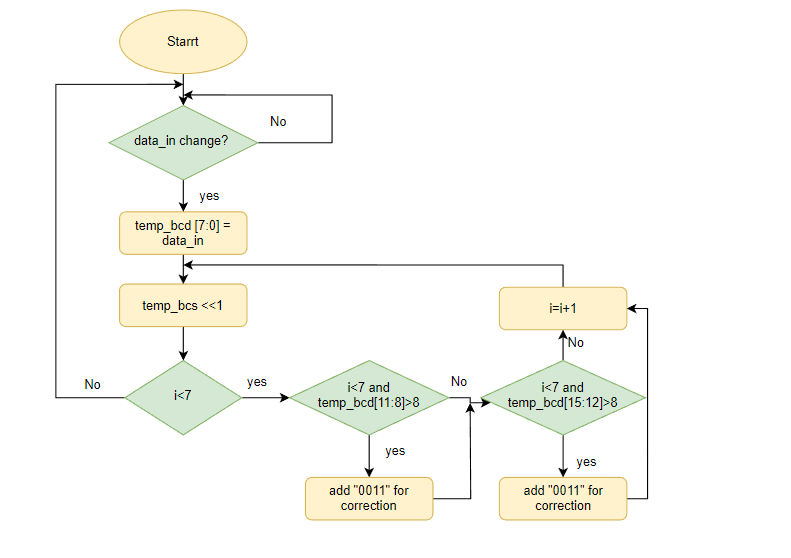 Starrt
No
data_in change?
yes
temp_bcd [7:0] =
data_in
temp_bcs <<1
i=i+1
No
No
yes
i<7
i<7 and
temp_bcd[11:8]>8
No
i<7 and
temp_bcd[15:12]>8
yes
yes
add "0011" for
correction
add "0011" for
correction